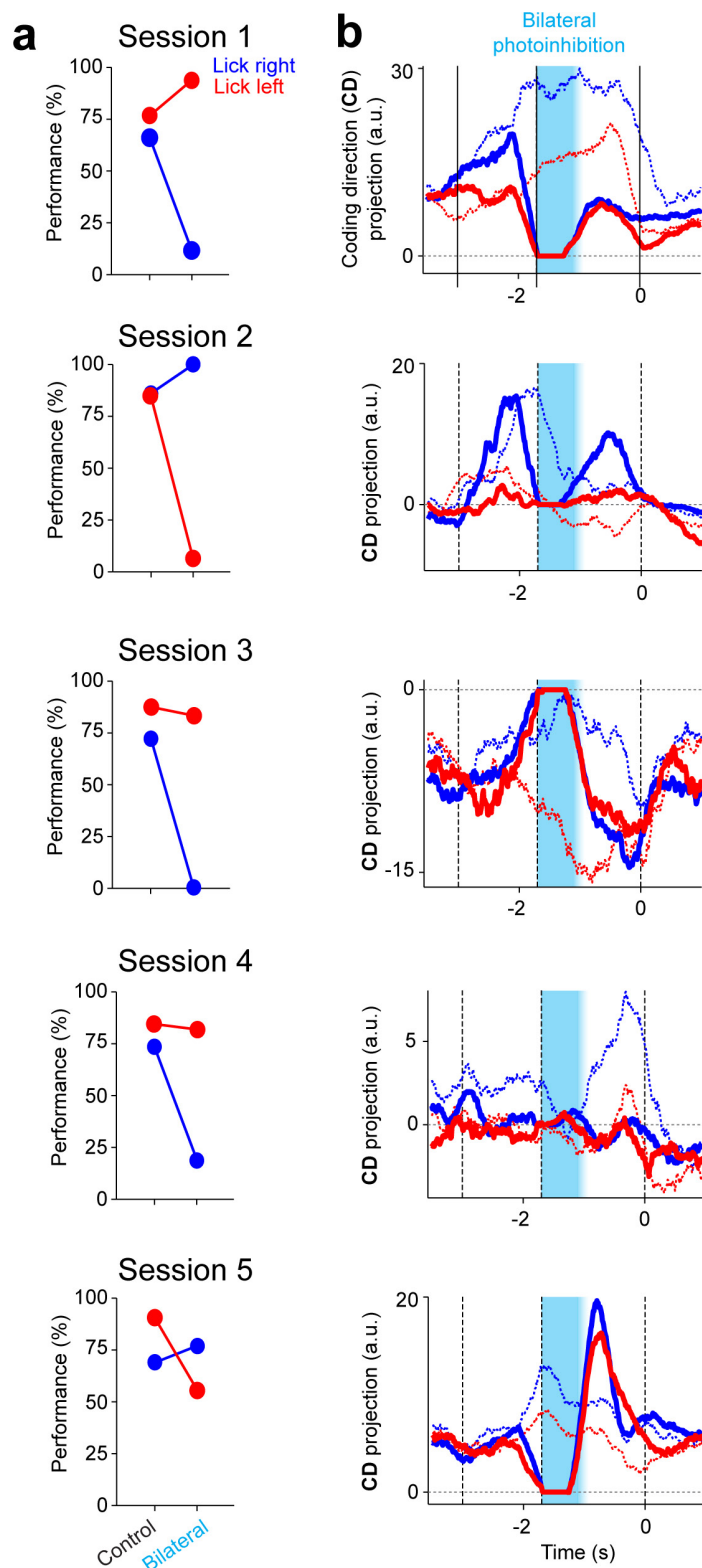 a
Session 1
Lick right
Lick left
Performance (%)
100
75
50
25
0
b
Bilateral
photoinhibition
Coding direction (CD)
projection (a.u.)
30
0
-2
0
Session 2
Performance (%)
100
75
50
25
0
CD projection (a.u.)
20
0
-2
0
Session 3
Performance (%)
100
75
50
25
0
CD projection (a.u.)
0
-15
-2
0
Session 4
Performance (%)
100
75
50
25
0
CD projection (a.u.)
5
0
-2
0
Session 5
Performance (%)
100
75
50
25
0
Control
Bilateral
CD projection (a.u.)
20
0
-2
0
Time (s)